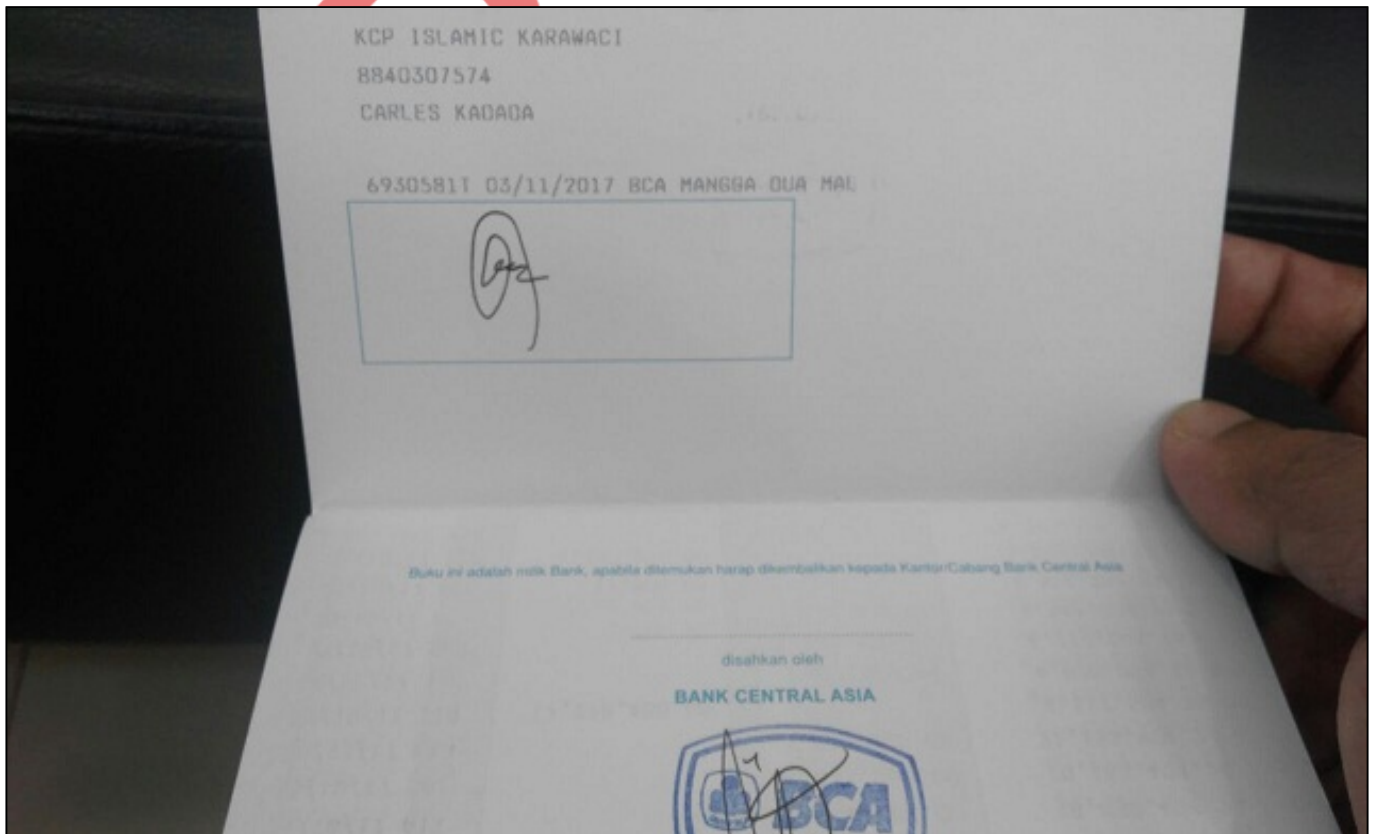 KCP ISLAMIC KARAWACI
8840307574
CARLES KADADA
6930581T 03/11/2017 BCA MANGGA DUA MAL
Buku ini adalah milik Bank, apabila ditemukan harap dikembalikan kepada Kantor/Cabang Bank Central Asia
disahkan oleh
BANK CENTRAL ASIA
BCA